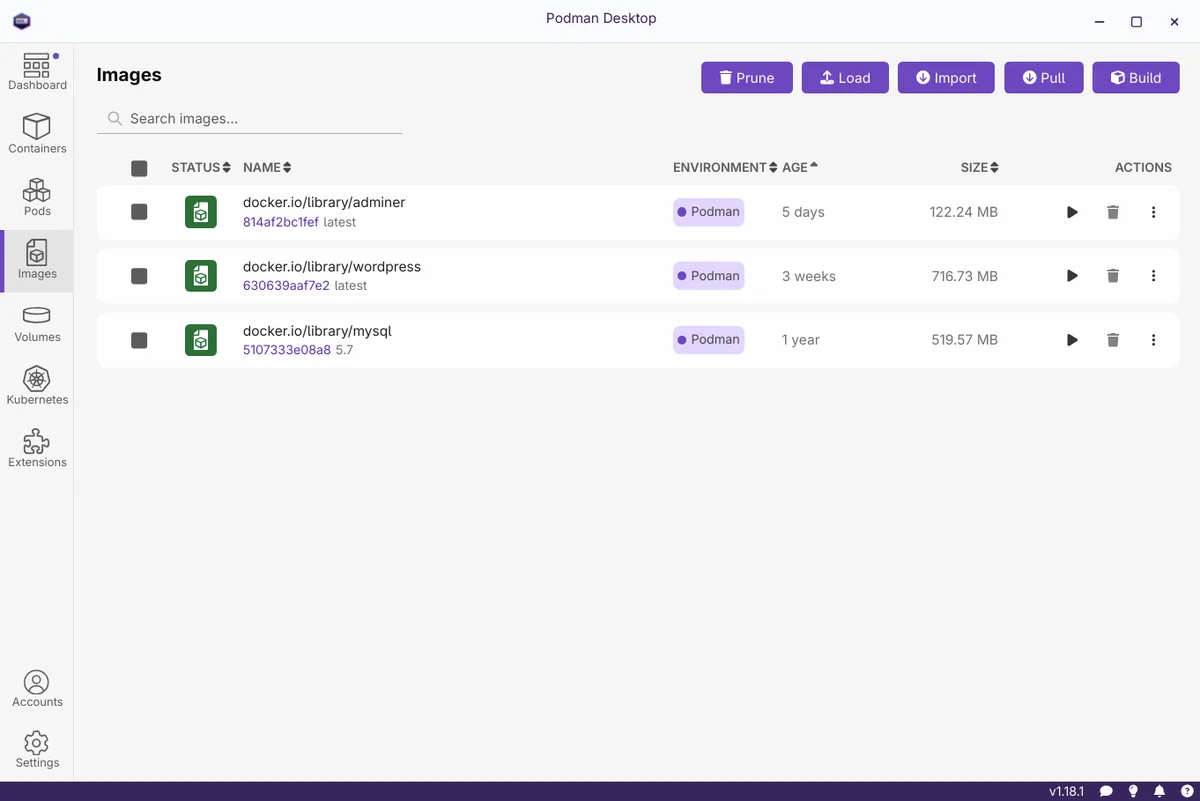 Podman Desktop
Dashboard
Containers
Pods
Images
Volumes
Kubernetes
Extensions
Accounts
Settings
Images
Prune
Load
Import
Pull
Build
Search images...
STATUS NAME ENVIRONMENT AGE SIZE ACTIONS
docker.io/library/adminer
814af2bc1fef latest
Podman
5 days
122.24 MB
docker.io/library/wordpress
630639aaf7e2 latest
Podman
3 weeks
716.73 MB
docker.io/library/mysql
5107333e08a8 5.7
Podman
1 year
519.57 MB
v1.18.1